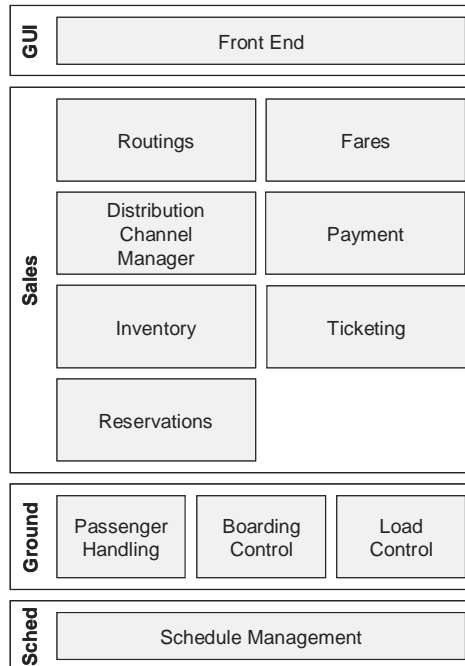 GUI
Front End
Sales
Routings
Fares
Distribution
Channel
Manager
Payment
Inventory
Ticketing
Reservations
Ground
Passenger
Handling
Boarding
Control
Load
Control
Sched
Schedule Management